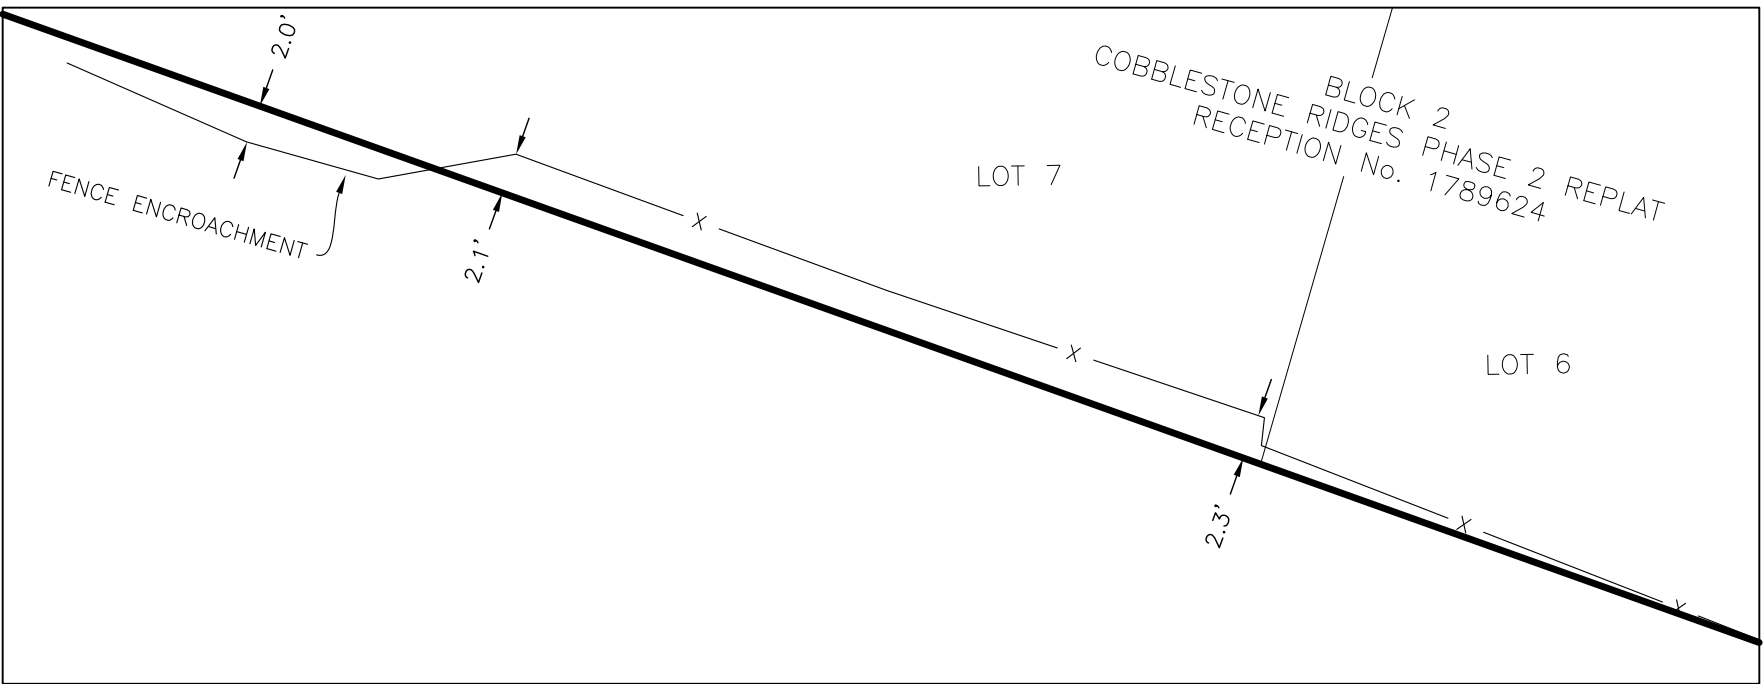 2.0'
BLOCK 2
COBBLESTONE RIDGES PHASE 2 REPLAT
RECEPTION No. 1789624
LOT 7
FENCE ENCROACHMENT
2.1'
X
X
LOT 6
2.3'
X
X